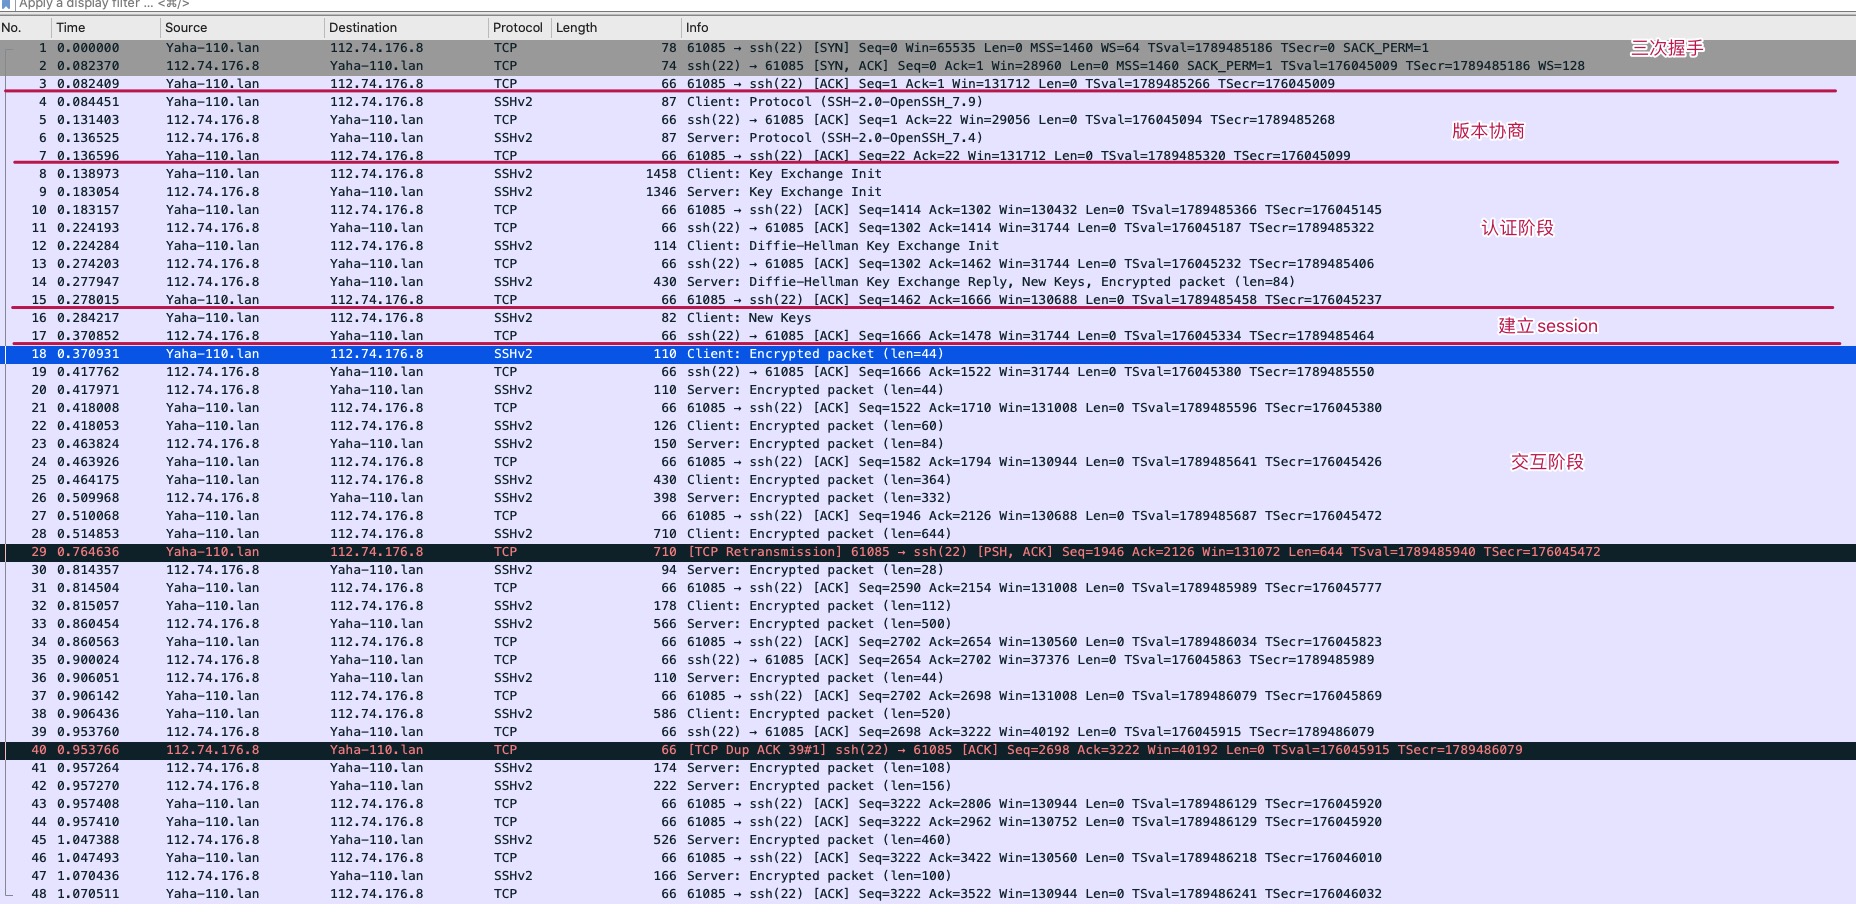 Apply a display filter ... <⌘/>
No. Time Source Destination Protocol Length Info
1 0.000000 Yaha-110.lan 112.74.176.8 TCP 78 61085 → ssh(22) [SYN] Seq=0 Win=65535 Len=0 MSS=1460 WS=64 TSval=1789485186 TSecr=0 SACK_PERM=1 三次握手
2 0.082370 112.74.176.8 Yaha-110.lan TCP 74 ssh(22) → 61085 [SYN, ACK] Seq=0 Ack=1 Win=28960 Len=0 MSS=1460 SACK_PERM=1 TSval=176045009 TSecr=1789485186 WS=128
3 0.082409 Yaha-110.lan 112.74.176.8 TCP 66 61085 → ssh(22) [ACK] Seq=1 Ack=1 Win=131712 Len=0 TSval=1789485266 TSecr=176045009
4 0.084451 Yaha-110.lan 112.74.176.8 SSHv2 87 Client: Protocol (SSH-2.0-OpenSSH_7.9)
5 0.131403 112.74.176.8 Yaha-110.lan TCP 66 ssh(22) → 61085 [ACK] Seq=1 Ack=22 Win=29056 Len=0 TSval=176045094 TSecr=1789485268
版本协商
6 0.136525 112.74.176.8 Yaha-110.lan SSHv2 87 Server: Protocol (SSH-2.0-OpenSSH_7.4)
7 0.136596 Yaha-110.lan 112.74.176.8 TCP 66 61085 → ssh(22) [ACK] Seq=22 Ack=22 Win=131712 Len=0 TSval=1789485320 TSecr=176045099
8 0.138973 Yaha-110.lan 112.74.176.8 SSHv2 1458 Client: Key Exchange Init
9 0.183054 112.74.176.8 Yaha-110.lan SSHv2 1346 Server: Key Exchange Init
10 0.183157 Yaha-110.lan 112.74.176.8 TCP 66 61085 → ssh(22) [ACK] Seq=1414 Ack=1302 Win=130432 Len=0 TSval=1789485366 TSecr=176045145
11 0.224193 112.74.176.8 Yaha-110.lan TCP 66 ssh(22) → 61085 [ACK] Seq=1302 Ack=1414 Win=31744 Len=0 TSval=176045187 TSecr=1789485322 认证阶段
12 0.224284 Yaha-110.lan 112.74.176.8 SSHv2 114 Client: Diffie-Hellman Key Exchange Init
13 0.274203 112.74.176.8 Yaha-110.lan TCP 66 ssh(22) → 61085 [ACK] Seq=1302 Ack=1462 Win=31744 Len=0 TSval=176045232 TSecr=1789485406
14 0.277947 112.74.176.8 Yaha-110.lan SSHv2 430 Server: Diffie-Hellman Key Exchange Reply, New Keys, Encrypted packet (len=84)
15 0.278015 Yaha-110.lan 112.74.176.8 TCP 66 61085 → ssh(22) [ACK] Seq=1462 Ack=1666 Win=130688 Len=0 TSval=1789485458 TSecr=176045237
16 0.284217 Yaha-110.lan 112.74.176.8 SSHv2 82 Client: New Keys
建立session
17 0.370852 112.74.176.8 Yaha-110.lan TCP 66 ssh(22) → 61085 [ACK] Seq=1666 Ack=1478 Win=31744 Len=0 TSval=176045334 TSecr=1789485464
18 0.370931 Yaha-110.lan 112.74.176.8 SSHv2 110 Client: Encrypted packet (len=44)
19 0.417762 112.74.176.8 Yaha-110.lan TCP 66 ssh(22) → 61085 [ACK] Seq=1666 Ack=1522 Win=31744 Len=0 TSval=176045380 TSecr=1789485550
20 0.417971 112.74.176.8 Yaha-110.lan SSHv2 110 Server: Encrypted packet (len=44)
21 0.418008 Yaha-110.lan 112.74.176.8 TCP 66 61085 → ssh(22) [ACK] Seq=1522 Ack=1710 Win=131008 Len=0 TSval=1789485596 TSecr=176045380
22 0.418053 Yaha-110.lan 112.74.176.8 SSHv2 126 Client: Encrypted packet (len=60)
23 0.463824 112.74.176.8 Yaha-110.lan SSHv2 150 Server: Encrypted packet (len=84)
24 0.463926 Yaha-110.lan 112.74.176.8 TCP 66 61085 → ssh(22) [ACK] Seq=1582 Ack=1794 Win=130944 Len=0 TSval=1789485641 TSecr=176045426 交互阶段
25 0.464175 Yaha-110.lan 112.74.176.8 SSHv2 430 Client: Encrypted packet (len=364)
26 0.509968 112.74.176.8 Yaha-110.lan SSHv2 398 Server: Encrypted packet (len=332)
27 0.510068 Yaha-110.lan 112.74.176.8 TCP 66 61085 → ssh(22) [ACK] Seq=1946 Ack=2126 Win=130688 Len=0 TSval=1789485687 TSecr=176045472
28 0.514853 Yaha-110.lan 112.74.176.8 SSHv2 710 Client: Encrypted packet (len=644)
29 0.764636 Yaha-110.lan 112.74.176.8 TCP 710 [TCP Retransmission] 61085 → ssh(22) [PSH, ACK] Seq=1946 Ack=2126 Win=131072 Len=644 TSval=1789485940 TSecr=176045472
30 0.814357 112.74.176.8 Yaha-110.lan SSHv2 94 Server: Encrypted packet (len=28)
31 0.814504 Yaha-110.lan 112.74.176.8 TCP 66 61085 → ssh(22) [ACK] Seq=2590 Ack=2154 Win=131008 Len=0 TSval=1789485989 TSecr=176045777
32 0.815057 Yaha-110.lan 112.74.176.8 SSHv2 178 Client: Encrypted packet (len=112)
33 0.860454 112.74.176.8 Yaha-110.lan SSHv2 566 Server: Encrypted packet (len=500)
34 0.860563 Yaha-110.lan 112.74.176.8 TCP 66 61085 → ssh(22) [ACK] Seq=2702 Ack=2654 Win=130560 Len=0 TSval=1789486034 TSecr=176045823
35 0.900024 112.74.176.8 Yaha-110.lan TCP 66 ssh(22) → 61085 [ACK] Seq=2654 Ack=2702 Win=37376 Len=0 TSval=176045863 TSecr=1789485989
36 0.906051 112.74.176.8 Yaha-110.lan SSHv2 110 Server: Encrypted packet (len=44)
37 0.906142 Yaha-110.lan 112.74.176.8 TCP 66 61085 → ssh(22) [ACK] Seq=2702 Ack=2698 Win=131008 Len=0 TSval=1789486079 TSecr=176045869
38 0.906436 Yaha-110.lan 112.74.176.8 SSHv2 586 Client: Encrypted packet (len=520)
39 0.953760 112.74.176.8 Yaha-110.lan TCP 66 ssh(22) → 61085 [ACK] Seq=2698 Ack=3222 Win=40192 Len=0 TSval=176045915 TSecr=1789486079
40 0.953766 112.74.176.8 Yaha-110.lan TCP 66 [TCP Dup ACK 39#1] ssh(22) → 61085 [ACK] Seq=2698 Ack=3222 Win=40192 Len=0 TSval=176045915 TSecr=1789486079
41 0.957264 112.74.176.8 Yaha-110.lan SSHv2 174 Server: Encrypted packet (len=108)
42 0.957270 112.74.176.8 Yaha-110.lan SSHv2 222 Server: Encrypted packet (len=156)
43 0.957408 Yaha-110.lan 112.74.176.8 TCP 66 61085 → ssh(22) [ACK] Seq=3222 Ack=2806 Win=130944 Len=0 TSval=1789486129 TSecr=176045920
44 0.957410 Yaha-110.lan 112.74.176.8 TCP 66 61085 → ssh(22) [ACK] Seq=3222 Ack=2962 Win=130752 Len=0 TSval=1789486129 TSecr=176045920
45 1.047388 112.74.176.8 Yaha-110.lan SSHv2 526 Server: Encrypted packet (len=460)
46 1.047493 Yaha-110.lan 112.74.176.8 TCP 66 61085 → ssh(22) [ACK] Seq=3222 Ack=3422 Win=130560 Len=0 TSval=1789486218 TSecr=176046010
47 1.070436 112.74.176.8 Yaha-110.lan SSHv2 166 Server: Encrypted packet (len=100)
48 1.070511 Yaha-110.lan 112.74.176.8 TCP 66 61085 → ssh(22) [ACK] Seq=3222 Ack=3522 Win=130944 Len=0 TSval=1789486241 TSecr=176046032